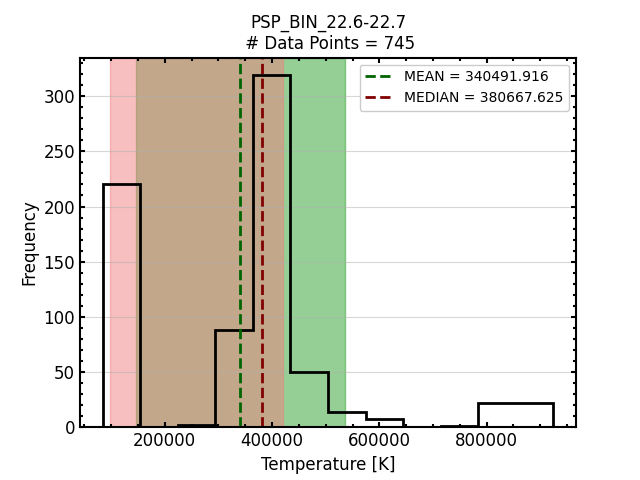 PSP_BIN_22.6-22.7
# Data Points = 745
MEAN = 340491.916
MEDIAN = 380667.625
Frequency
300
250
200
150
100
50
0
200000 400000 600000 800000
Temperature [K]